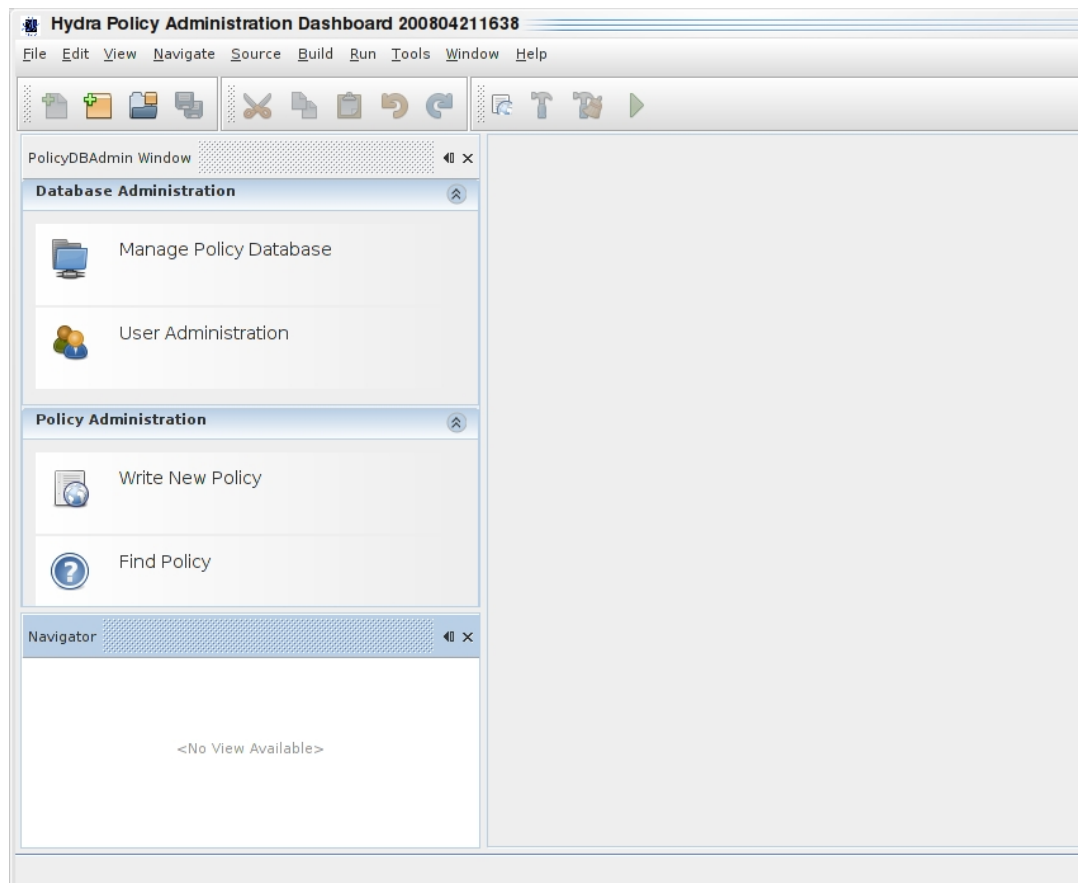 Hydra Policy Administration Dashboard 200804211638
File Edit View Navigate Source Build Run Tools Window Help
PolicyDBAdmin Window
Database Administration
Manage Policy Database
User Administration
Policy Administration
Write New Policy
Find Policy
Navigator
<No View Available>